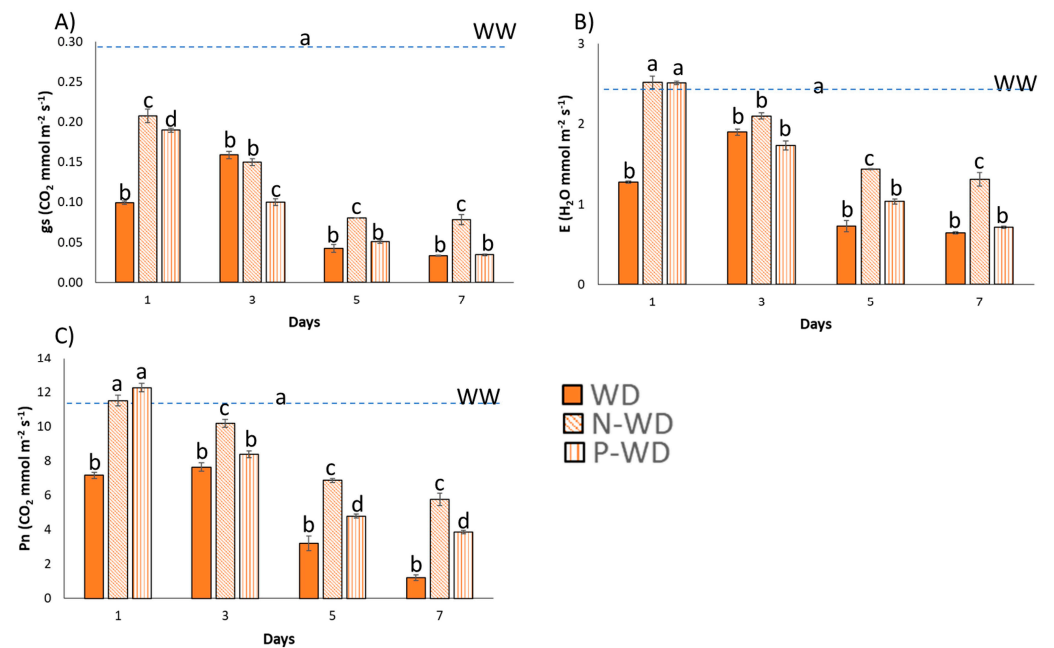 A)
WW
a
0.30
0.25
0.20
0.15
0.10
0.05
0.00
gs (CO2 mmol m-2 s-1)
b c d
b b c
b c b
b c b
1 3 5 7
Days
B)
WW
a
3
2
1
0
E (H2O mmol m-2 s-1)
b a a
b b b
b c b
b c b
1 3 5 7
Days
C)
WW
a
14
12
10
8
6
4
2
0
Pn (CO2 mmol m-2 s-1)
b a a
b c b
b c d
b c d
1 3 5 7
Days
WD
N-WD
P-WD